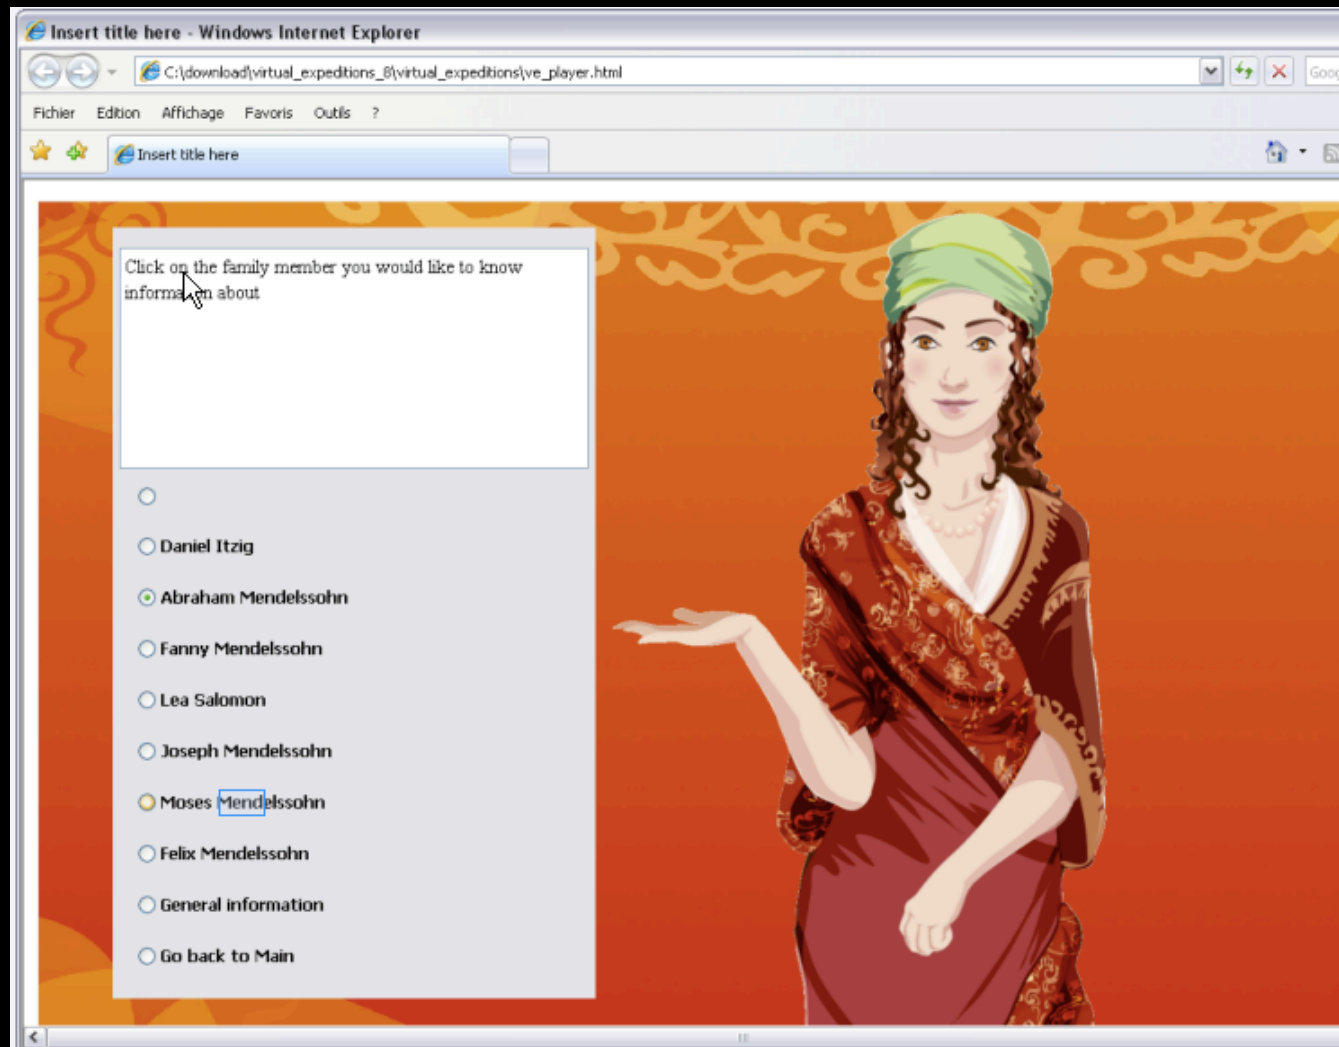 Insert title here - Windows Internet Explorer
C:\download\virtual_expeditions_8\virtual_expeditions\ve_player.html
Goog
Fichier Edition Affichage Favoris Outils ?
Insert title here
Click on the family member you would like to know
information about
Daniel Itzig
Abraham Mendelssohn
Fanny Mendelssohn
Lea Salomon
Joseph Mendelssohn
Moses Mendelssohn
Felix Mendelssohn
General information
Go back to Main